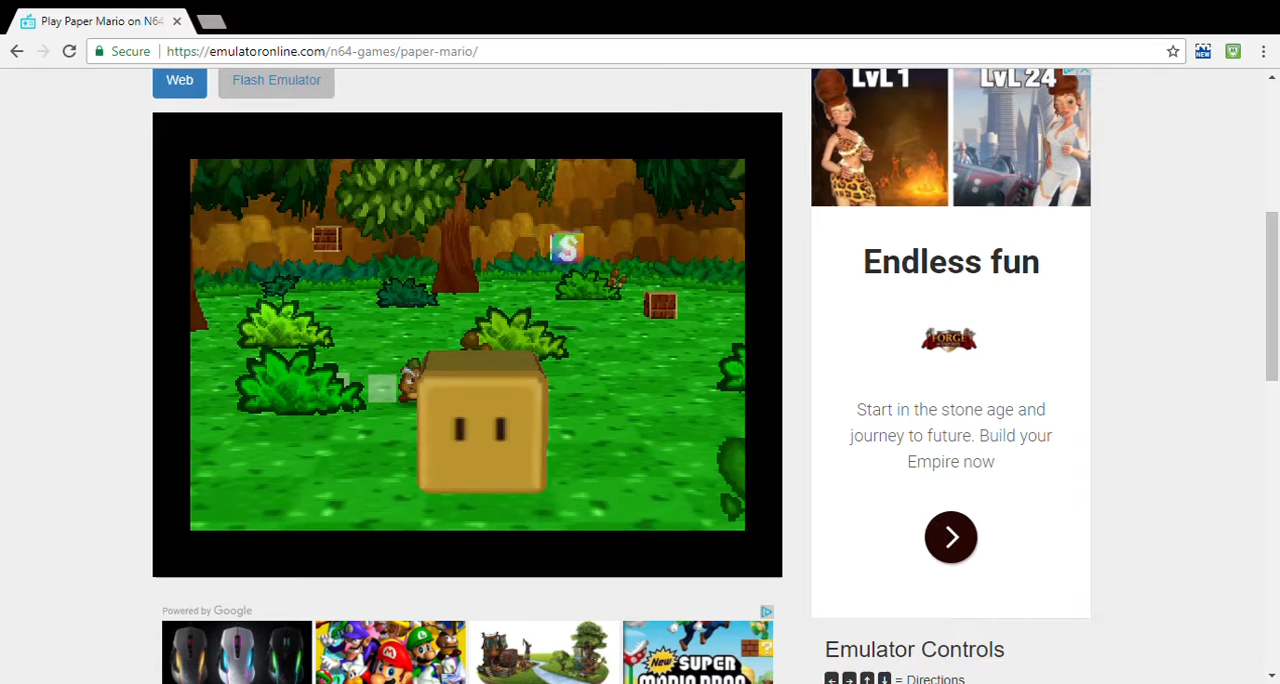 Play Paper Mario on N64
Secure
https://emulatoronline.com/n64-games/paper-mario/
NEW
Web
Flash Emulator
LVL 1
LVL 24
S
Endless fun
FORGE
Start in the stone age and
journey to future. Build your
Empire now
Powered by Google
New
SUPER
Emulator Controls
= Directions